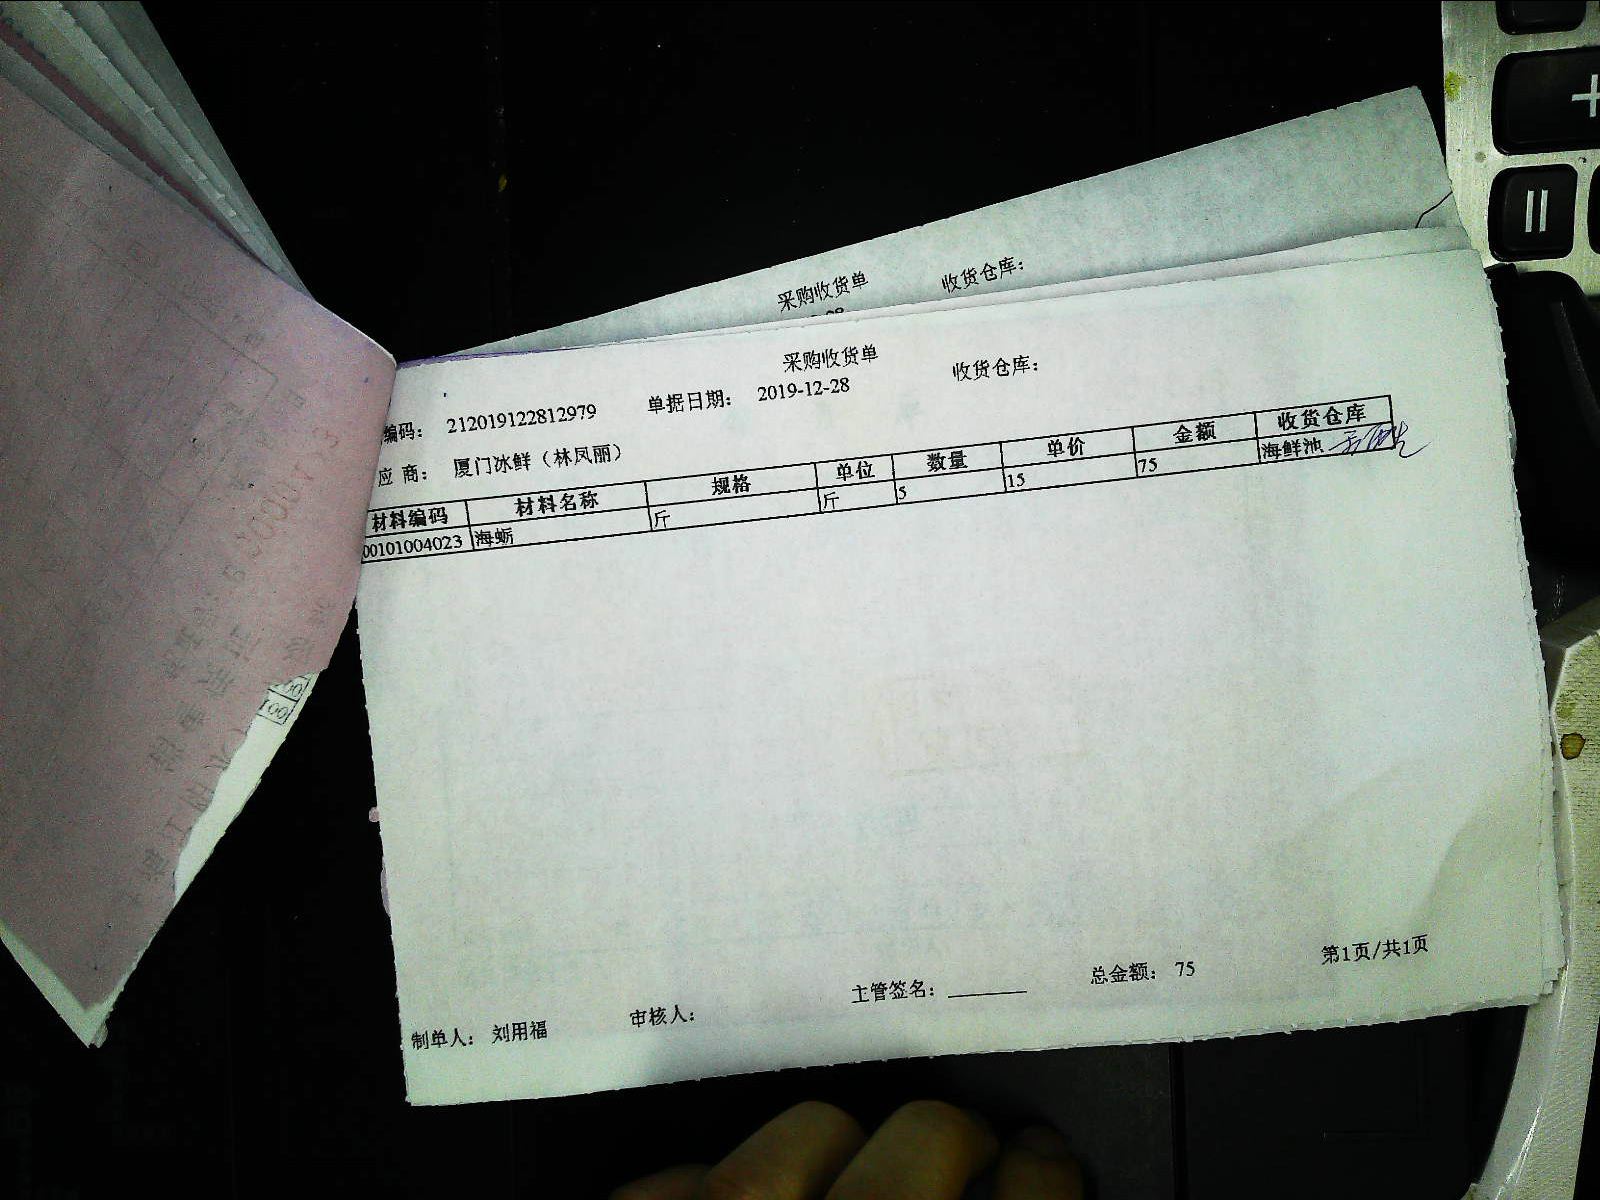 采购收货单 收货仓库：
采购收货单
编码： 212019122812979 单据日期： 2019-12-28 收货仓库：
应 商： 厦门冰鲜（林凤丽）
材料编码 材料名称 规格 单位 数量 单价 金额 收货仓库
00101004023 海蛎 斤 斤 5 15 75 海鲜池
制单人： 刘用福 审核人： 主管签名： 总金额： 75 第1页/共1页
+
=